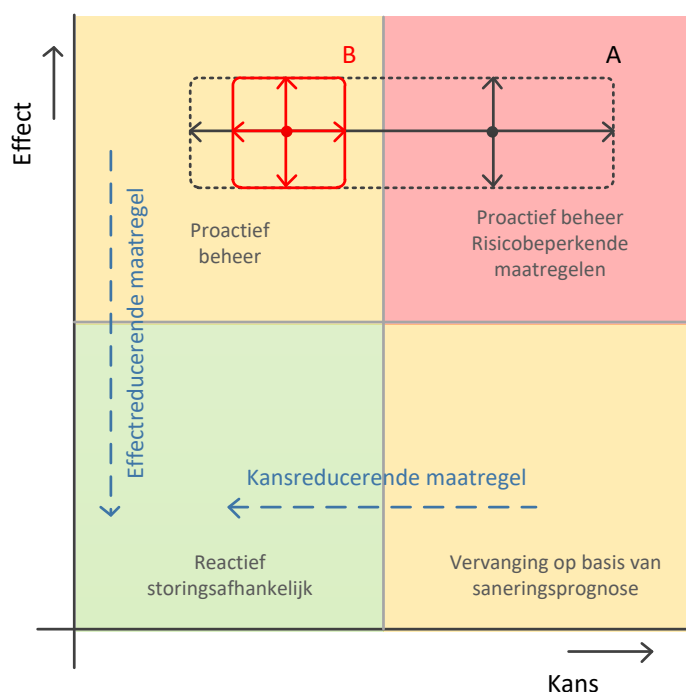 B
A
Effect
Proactief
beheer
Proactief beheer
Risicobeperkende
maatregelen
Effectreducerende maatregel
Kansreducerende maatregel
Reactief
storingsafhankelijk
Vervanging op basis van
saneringsprognose
Kans